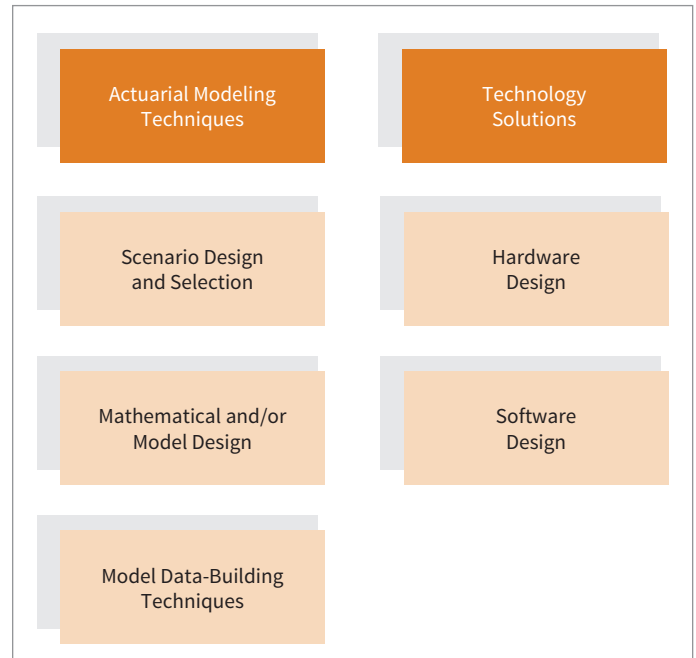 Actuarial Modeling
Techniques
Technology
Solutions
Scenario Design
and Selection
Hardware
Design
Mathematical and/or
Model Design
Software
Design
Model Data-Building
Techniques